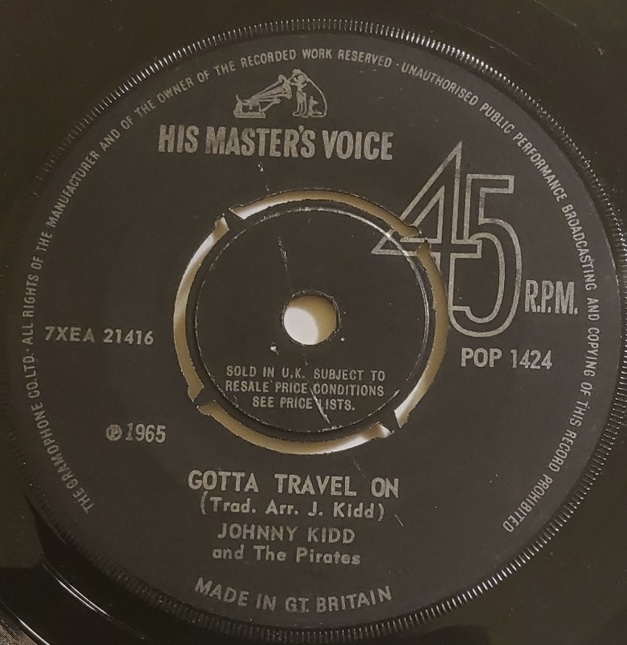 THE GRAMOPHONE CO.LTD · ALL RIGHTS OF THE MANUFACTURER AND OF THE OWNER OF THE RECORDED WORK RESERVED · UNAUTHORISED PUBLIC PERFORMANCE BROADCASTING AND COPYING OF THIS RECORD PROHIBITED
HIS MASTER'S VOICE
45
R.P.M.
7XEA 21416
POP 1424
SOLD IN U.K. SUBJECT TO
RESALE PRICE CONDITIONS
SEE PRICE LISTS.
℗1965
GOTTA TRAVEL ON
(Trad. Arr. J. Kidd)
JOHNNY KIDD
and The Pirates
MADE IN GT. BRITAIN